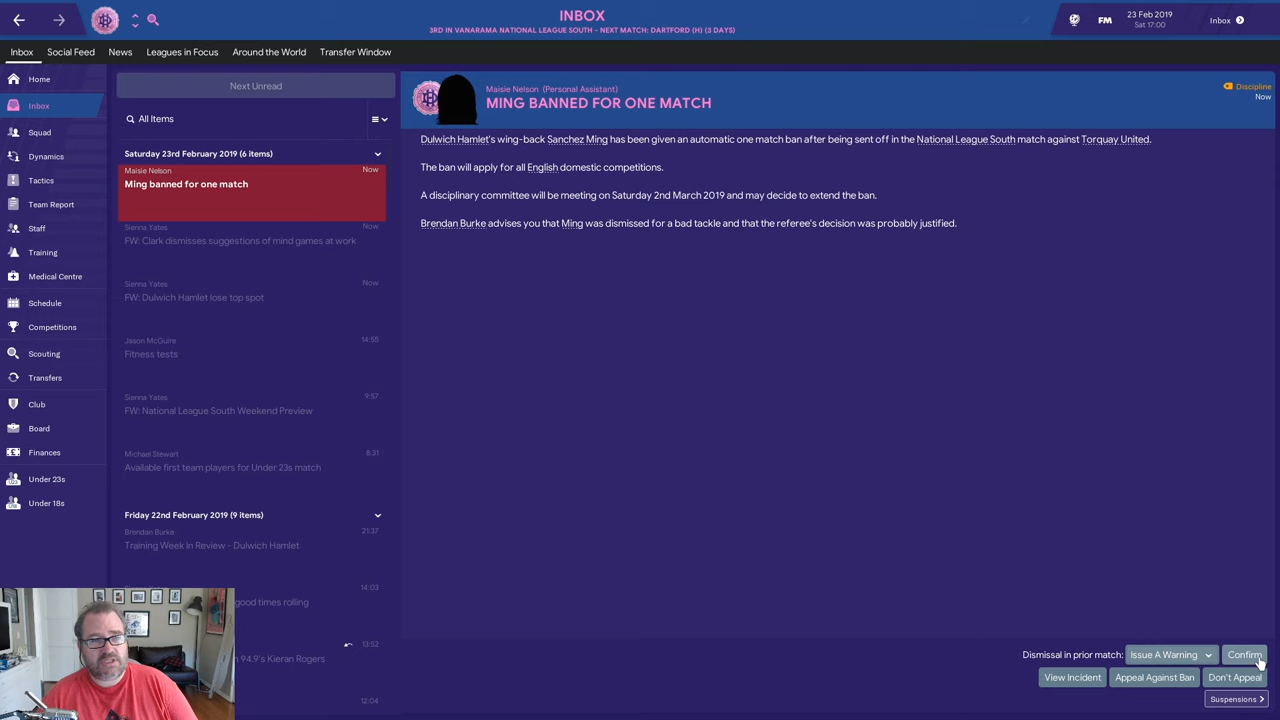 INBOX
3RD IN VANARAMA NATIONAL LEAGUE SOUTH - NEXT MATCH: DARTFORD (H) (3 DAYS)
FM
23 Feb 2019
Sat 17:00
Inbox
Inbox Social Feed News Leagues in Focus Around the World Transfer Window
Home
Inbox
Squad
Dynamics
Tactics
Team Report
Staff
Training
Medical Centre
Schedule
Competitions
Scouting
Transfers
Club
Board
Finances
Under 23s
Under 18s
Next Unread
All Items
Saturday 23rd February 2019 (6 items)
Maisie Nelson Now
Ming banned for one match
Sienna Yates Now
FW: Clark dismisses suggestions of mind games at work
Sienna Yates Now
FW: Dulwich Hamlet lose top spot
Jason McGuire 14:55
Fitness tests
Sienna Yates 9:57
FW: National League South Weekend Preview
Michael Stewart 8:31
Available first team players for Under 23s match
Friday 22nd February 2019 (9 items)
Brendan Burke 21:37
Training Week In Review - Dulwich Hamlet
14:03
good times rolling
13:52
94.9's Kieran Rogers
12:04
Maisie Nelson (Personal Assistant)
MING BANNED FOR ONE MATCH
Discipline
Now
Dulwich Hamlet's wing-back Sanchez Ming has been given an automatic one match ban after being sent off in the National League South match against Torquay United.
The ban will apply for all English domestic competitions.
A disciplinary committee will be meeting on Saturday 2nd March 2019 and may decide to extend the ban.
Brendan Burke advises you that Ming was dismissed for a bad tackle and that the referee's decision was probably justified.
Dismissal in prior match: Issue A Warning Confirm
View Incident Appeal Against Ban Don't Appeal
Suspensions